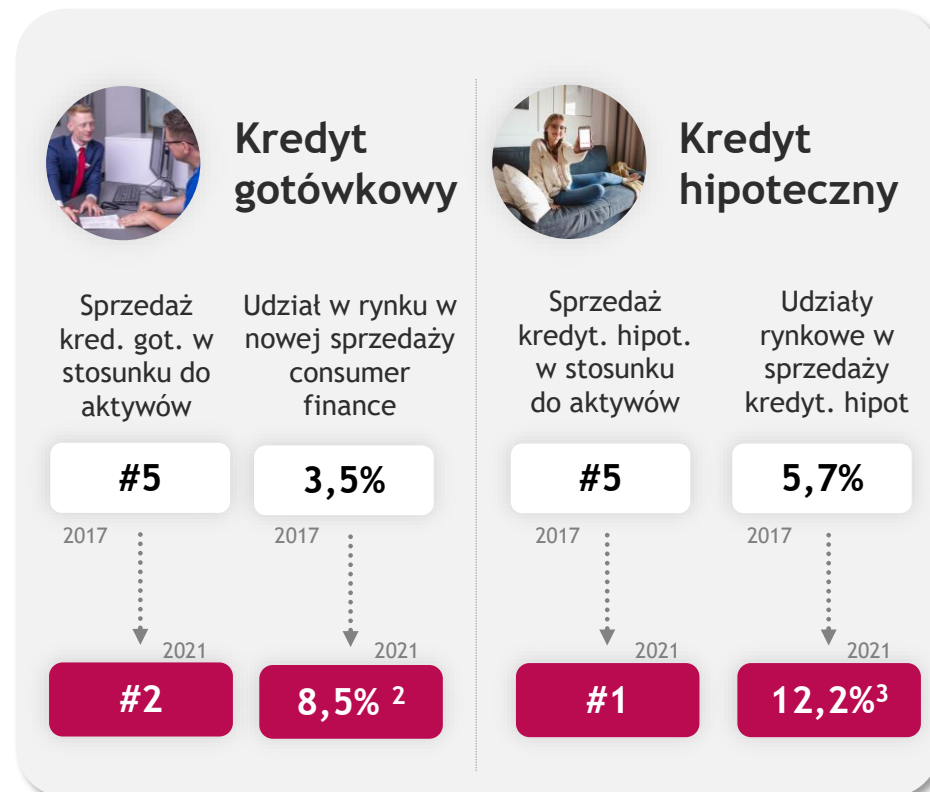 Kredyt
gotówkowy
Sprzedaż
kred. got. w
stosunku do
aktywów
Udział w rynku w
nowej sprzedaży
consumer
finance
#5
3,5%
2017
2017
2021
2021
#2
8,5% ²
Kredyt
hipoteczny
Sprzedaż
kredyt. hipot.
w stosunku
do aktywów
Udziały
rynkowe w
sprzedaży
kredyt. hipot
#5
5,7%
2017
2017
2021
2021
#1
12,2%³